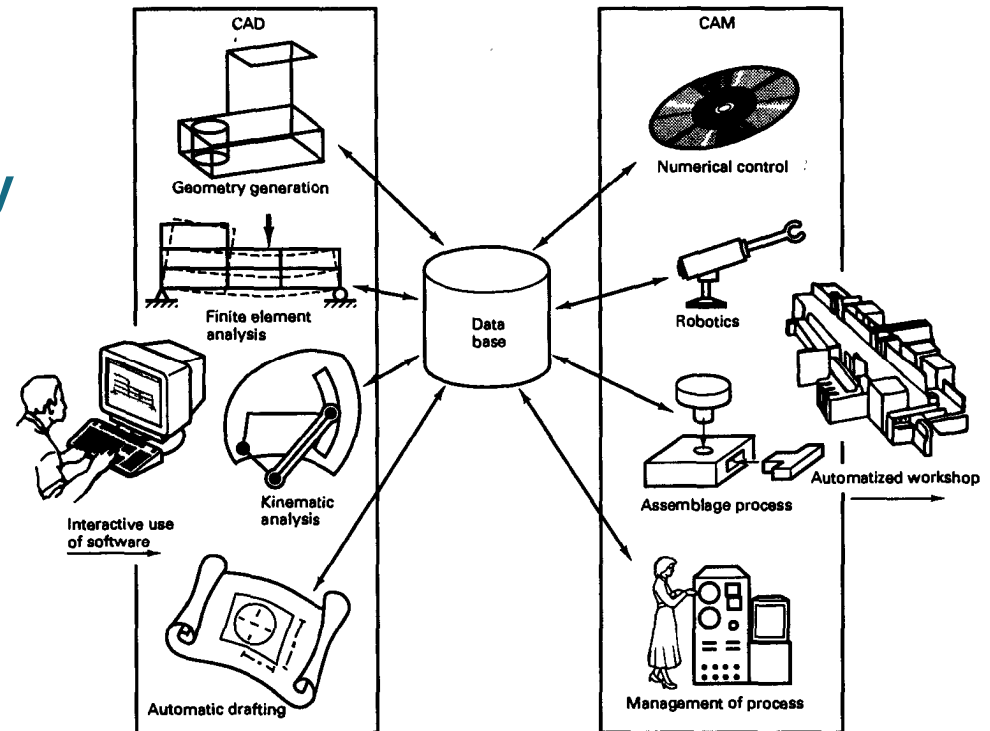 CAD
Geometry generation
Finite element
analysis
Kinematic
analysis
Interactive use
of software
Automatic drafting
y
Data
base
CAM
Numerical control
Robotics
Assemblage process
Automatized workshop
Management of process